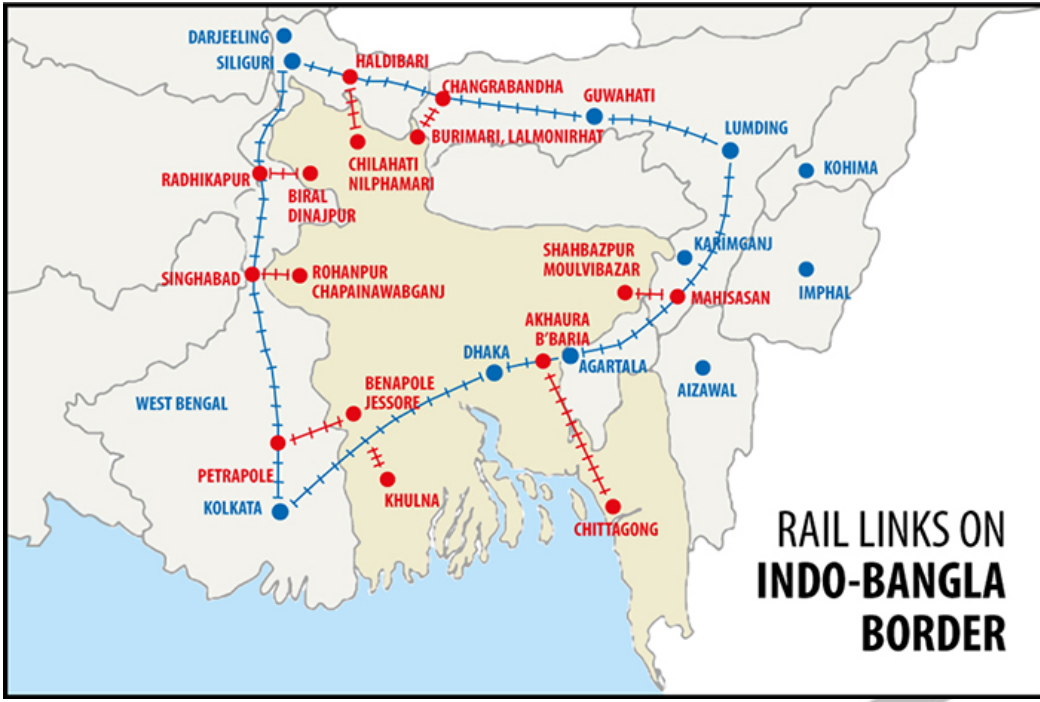 DARJEELING
SILIGURI
HALDIBARI
CHANGRABANDHA
GUWAHATI
LUMDING
BURIMARI, LALMONIRHAT
CHILAHATI
NILPHAMARI
KOHIMA
RADHIKAPUR
BIRAL
DINAJPUR
KARIMGANJ
SHAHBAZPUR
MOULVIBAZAR
SINGHABAD
ROHANPUR
CHAPAINAWABGANJ
MAHISASAN
IMPHAL
AKHAURA
B'BARIA
DHAKA
AGARTALA
AIZAWAL
BENAPOLE
JESSORE
WEST BENGAL
PETRAPOLE
KHULNA
KOLKATA
CHITTAGONG
RAIL LINKS ON
INDO-BANGLA
BORDER